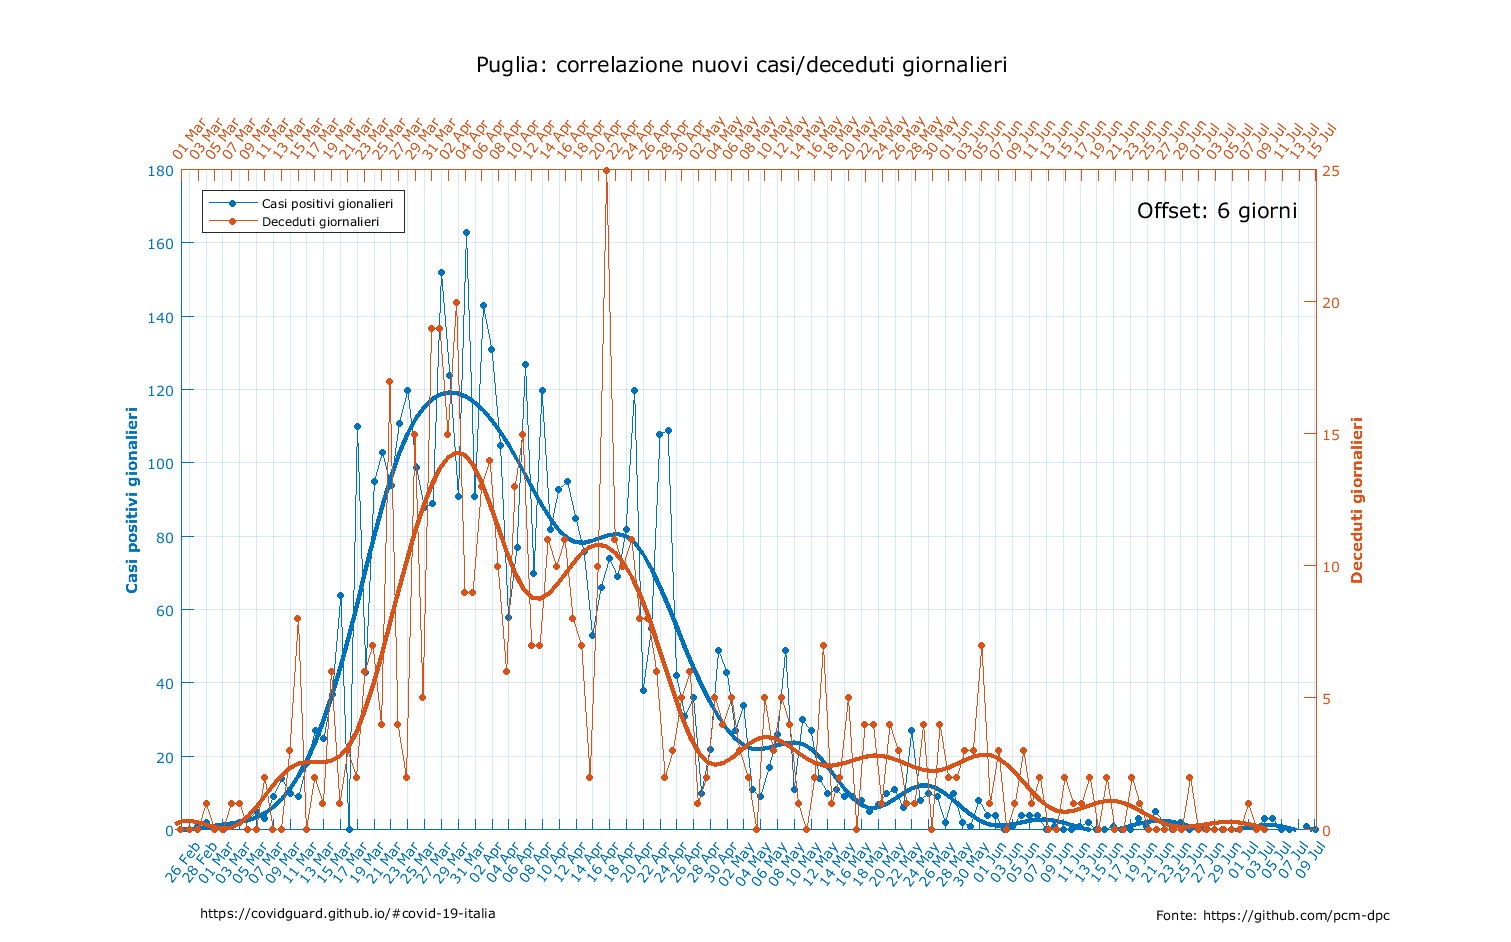 Puglia: correlazione nuovi casi/deceduti giornalieri
01 Mar
03 Mar
05 Mar
07 Mar
09 Mar
11 Mar
13 Mar
15 Mar
17 Mar
19 Mar
21 Mar
23 Mar
25 Mar
27 Mar
29 Mar
31 Mar
02 Apr
04 Apr
06 Apr
08 Apr
10 Apr
12 Apr
14 Apr
16 Apr
18 Apr
20 Apr
22 Apr
24 Apr
26 Apr
28 Apr
30 Apr
02 May
04 May
06 May
08 May
10 May
12 May
14 May
16 May
18 May
20 May
22 May
24 May
26 May
28 May
30 May
01 Jun
03 Jun
05 Jun
07 Jun
09 Jun
11 Jun
13 Jun
15 Jun
17 Jun
19 Jun
21 Jun
23 Jun
25 Jun
27 Jun
29 Jun
01 Jul
03 Jul
05 Jul
07 Jul
09 Jul
11 Jul
13 Jul
15 Jul
180
160
140
120
100
80
60
40
20
0
Casi positivi gionalieri
Casi positivi gionalieri
Deceduti giornalieri
Offset: 6 giorni
25
20
15
10
5
0
Deceduti giornalieri
26 Feb
28 Feb
01 Mar
03 Mar
05 Mar
07 Mar
09 Mar
11 Mar
13 Mar
15 Mar
17 Mar
19 Mar
21 Mar
23 Mar
25 Mar
27 Mar
29 Mar
31 Mar
02 Apr
04 Apr
06 Apr
08 Apr
10 Apr
12 Apr
14 Apr
16 Apr
18 Apr
20 Apr
22 Apr
24 Apr
26 Apr
28 Apr
30 Apr
02 May
04 May
06 May
08 May
10 May
12 May
14 May
16 May
18 May
20 May
22 May
24 May
26 May
28 May
30 May
01 Jun
03 Jun
05 Jun
07 Jun
09 Jun
11 Jun
13 Jun
15 Jun
17 Jun
19 Jun
21 Jun
23 Jun
25 Jun
27 Jun
29 Jun
01 Jul
03 Jul
05 Jul
07 Jul
09 Jul
https://covidguard.github.io/#covid-19-italia
Fonte: https://github.com/pcm-dpc